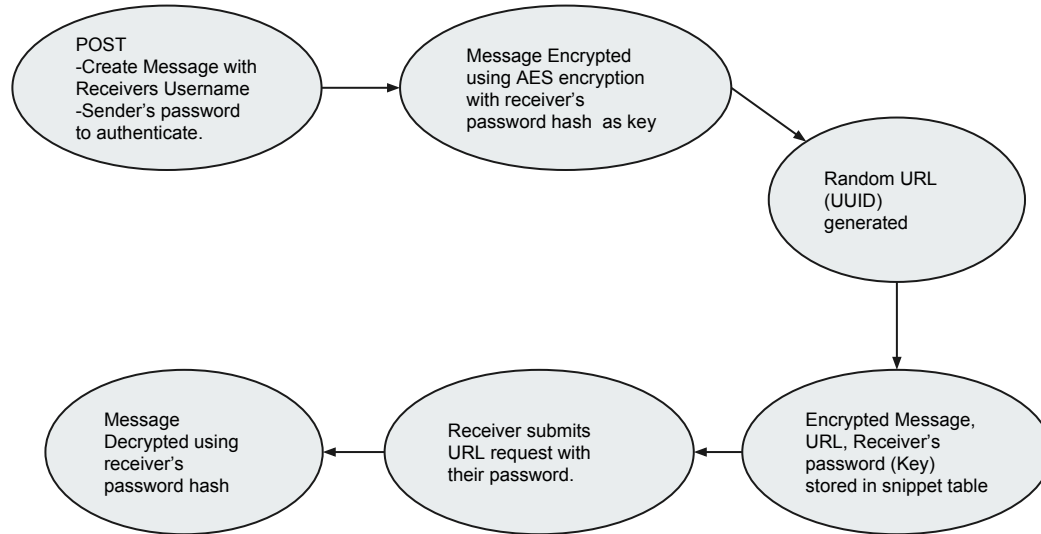 POST
-Create Message with
Receivers Username
-Sender's password
to authenticate.
Message Encrypted
using AES encryption
with receiver's
password hash as key
Random URL
(UUID)
generated
Encrypted Message,
URL, Receiver's
password (Key)
stored in snippet table
Receiver submits
URL request with
their password.
Message
Decrypted using
receiver's
password hash